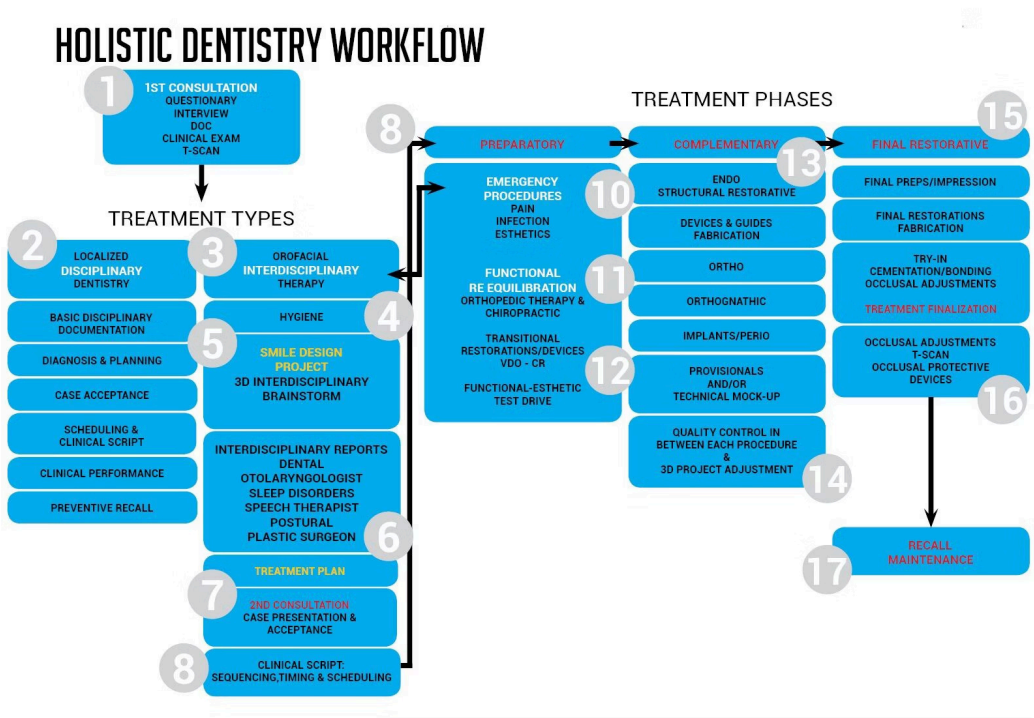 HOLISTIC DENTISTRY WORKFLOW
1
1ST CONSULTATION
QUESTIONARY
INTERVIEW
DOC
CLINICAL EXAM
T-SCAN
TREATMENT TYPES
2
LOCALIZED
DISCIPLINARY
DENTISTRY
BASIC DISCIPLINARY
DOCUMENTATION
DIAGNOSIS & PLANNING
CASE ACCEPTANCE
SCHEDULING &
CLINICAL SCRIPT
CLINICAL PERFORMANCE
PREVENTIVE RECALL
3
OROFACIAL
INTERDISCIPLINARY
THERAPY
HYGIENE
4
5
SMILE DESIGN
PROJECT
3D INTERDISCIPLINARY
BRAINSTORM
INTERDISCIPLINARY REPORTS
DENTAL
OTOLARYNGOLOGIST
SLEEP DISORDERS
SPEECH THERAPIST
POSTURAL
PLASTIC SURGEON
6
TREATMENT PLAN
7
2ND CONSULTATION
CASE PRESENTATION &
ACCEPTANCE
8
CLINICAL SCRIPT:
SEQUENCING,TIMING & SCHEDULING
TREATMENT PHASES
8
PREPARATORY
EMERGENCY
PROCEDURES
PAIN
INFECTION
ESTHETICS
10
FUNCTIONAL
RE EQUILIBRATION
ORTHOPEDIC THERAPY &
CHIROPRACTIC
11
TRANSITIONAL
RESTORATIONS/DEVICES
VDO - CR
12
FUNCTIONAL-ESTHETIC
TEST DRIVE
COMPLEMENTARY
13
ENDO
STRUCTURAL RESTORATIVE
DEVICES & GUIDES
FABRICATION
ORTHO
ORTHOGNATHIC
IMPLANTS/PERIO
PROVISIONALS
AND/OR
TECHNICAL MOCK-UP
QUALITY CONTROL IN
BETWEEN EACH PROCEDURE
&
3D PROJECT ADJUSTMENT
14
15
FINAL RESTORATIVE
FINAL PREPS/IMPRESSION
FINAL RESTORATIONS
FABRICATION
TRY-IN
CEMENTATION/BONDING
OCCLUSAL ADJUSTMENTS
TREATMENT FINALIZATION
OCCLUSAL ADJUSTMENTS
T-SCAN
OCCLUSAL PROTECTIVE
DEVICES
16
RECALL
MAINTENANCE
17